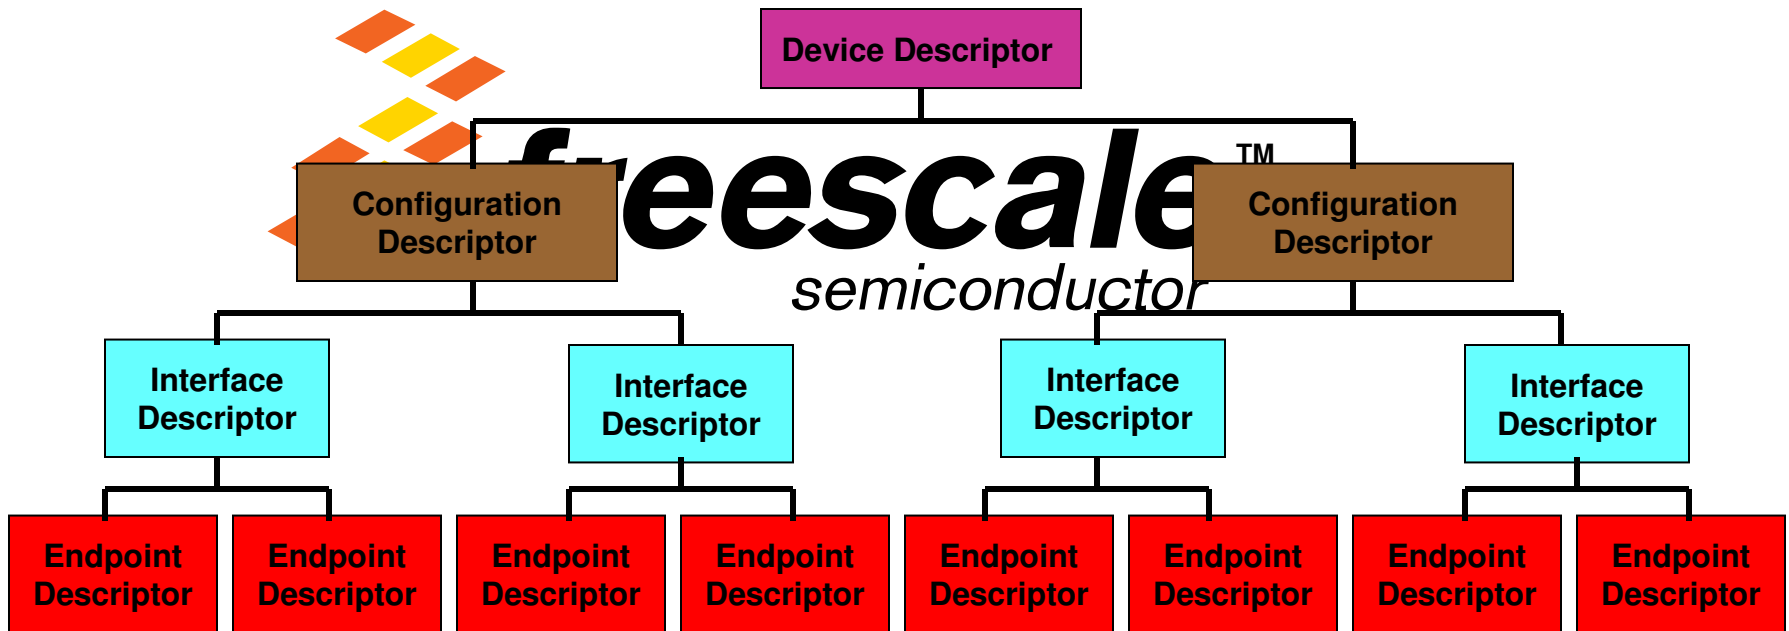 Device Descriptor
freescale™
semiconductor
Configuration
Descriptor
Configuration
Descriptor
Interface
Descriptor
Interface
Descriptor
Interface
Descriptor
Interface
Descriptor
Endpoint
Descriptor
Endpoint
Descriptor
Endpoint
Descriptor
Endpoint
Descriptor
Endpoint
Descriptor
Endpoint
Descriptor
Endpoint
Descriptor
Endpoint
Descriptor